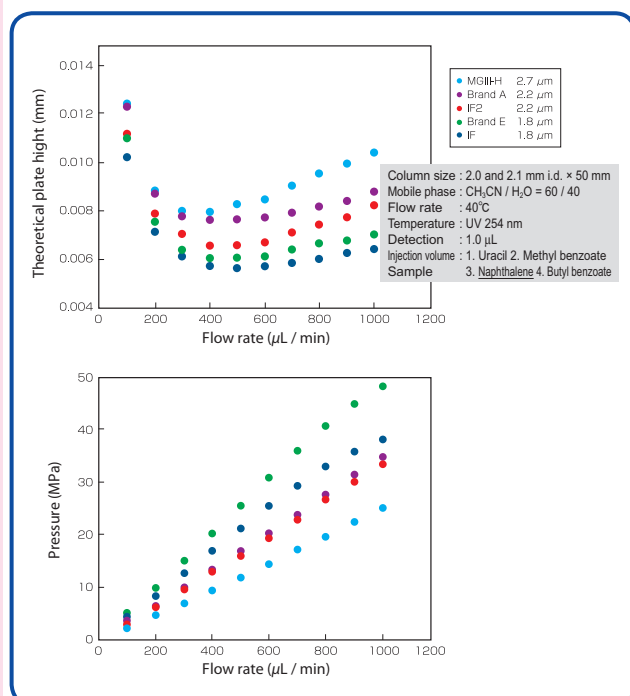 Theoretical plate hight (mm)
0.014
0.012
0.010
0.008
0.006
0.004
0 200 400 600 800 1000 1200
Flow rate (μL / min)
MGIII-H 2.7 μm
Brand A 2.2 μm
IF2 2.2 μm
Brand E 1.8 μm
IF 1.8 μm
Column size : 2.0 and 2.1 mm i.d. × 50 mm
Mobile phase : CH₃CN / H₂O = 60 / 40
Flow rate : 40°C
Temperature : UV 254 nm
Detection : 1.0 μL
Injection volume : 1. Uracil 2. Methyl benzoate
Sample 3. Naphthalene 4. Butyl benzoate
Pressure (MPa)
50
40
30
20
10
0
0 200 400 600 800 1000 1200
Flow rate (μL / min)